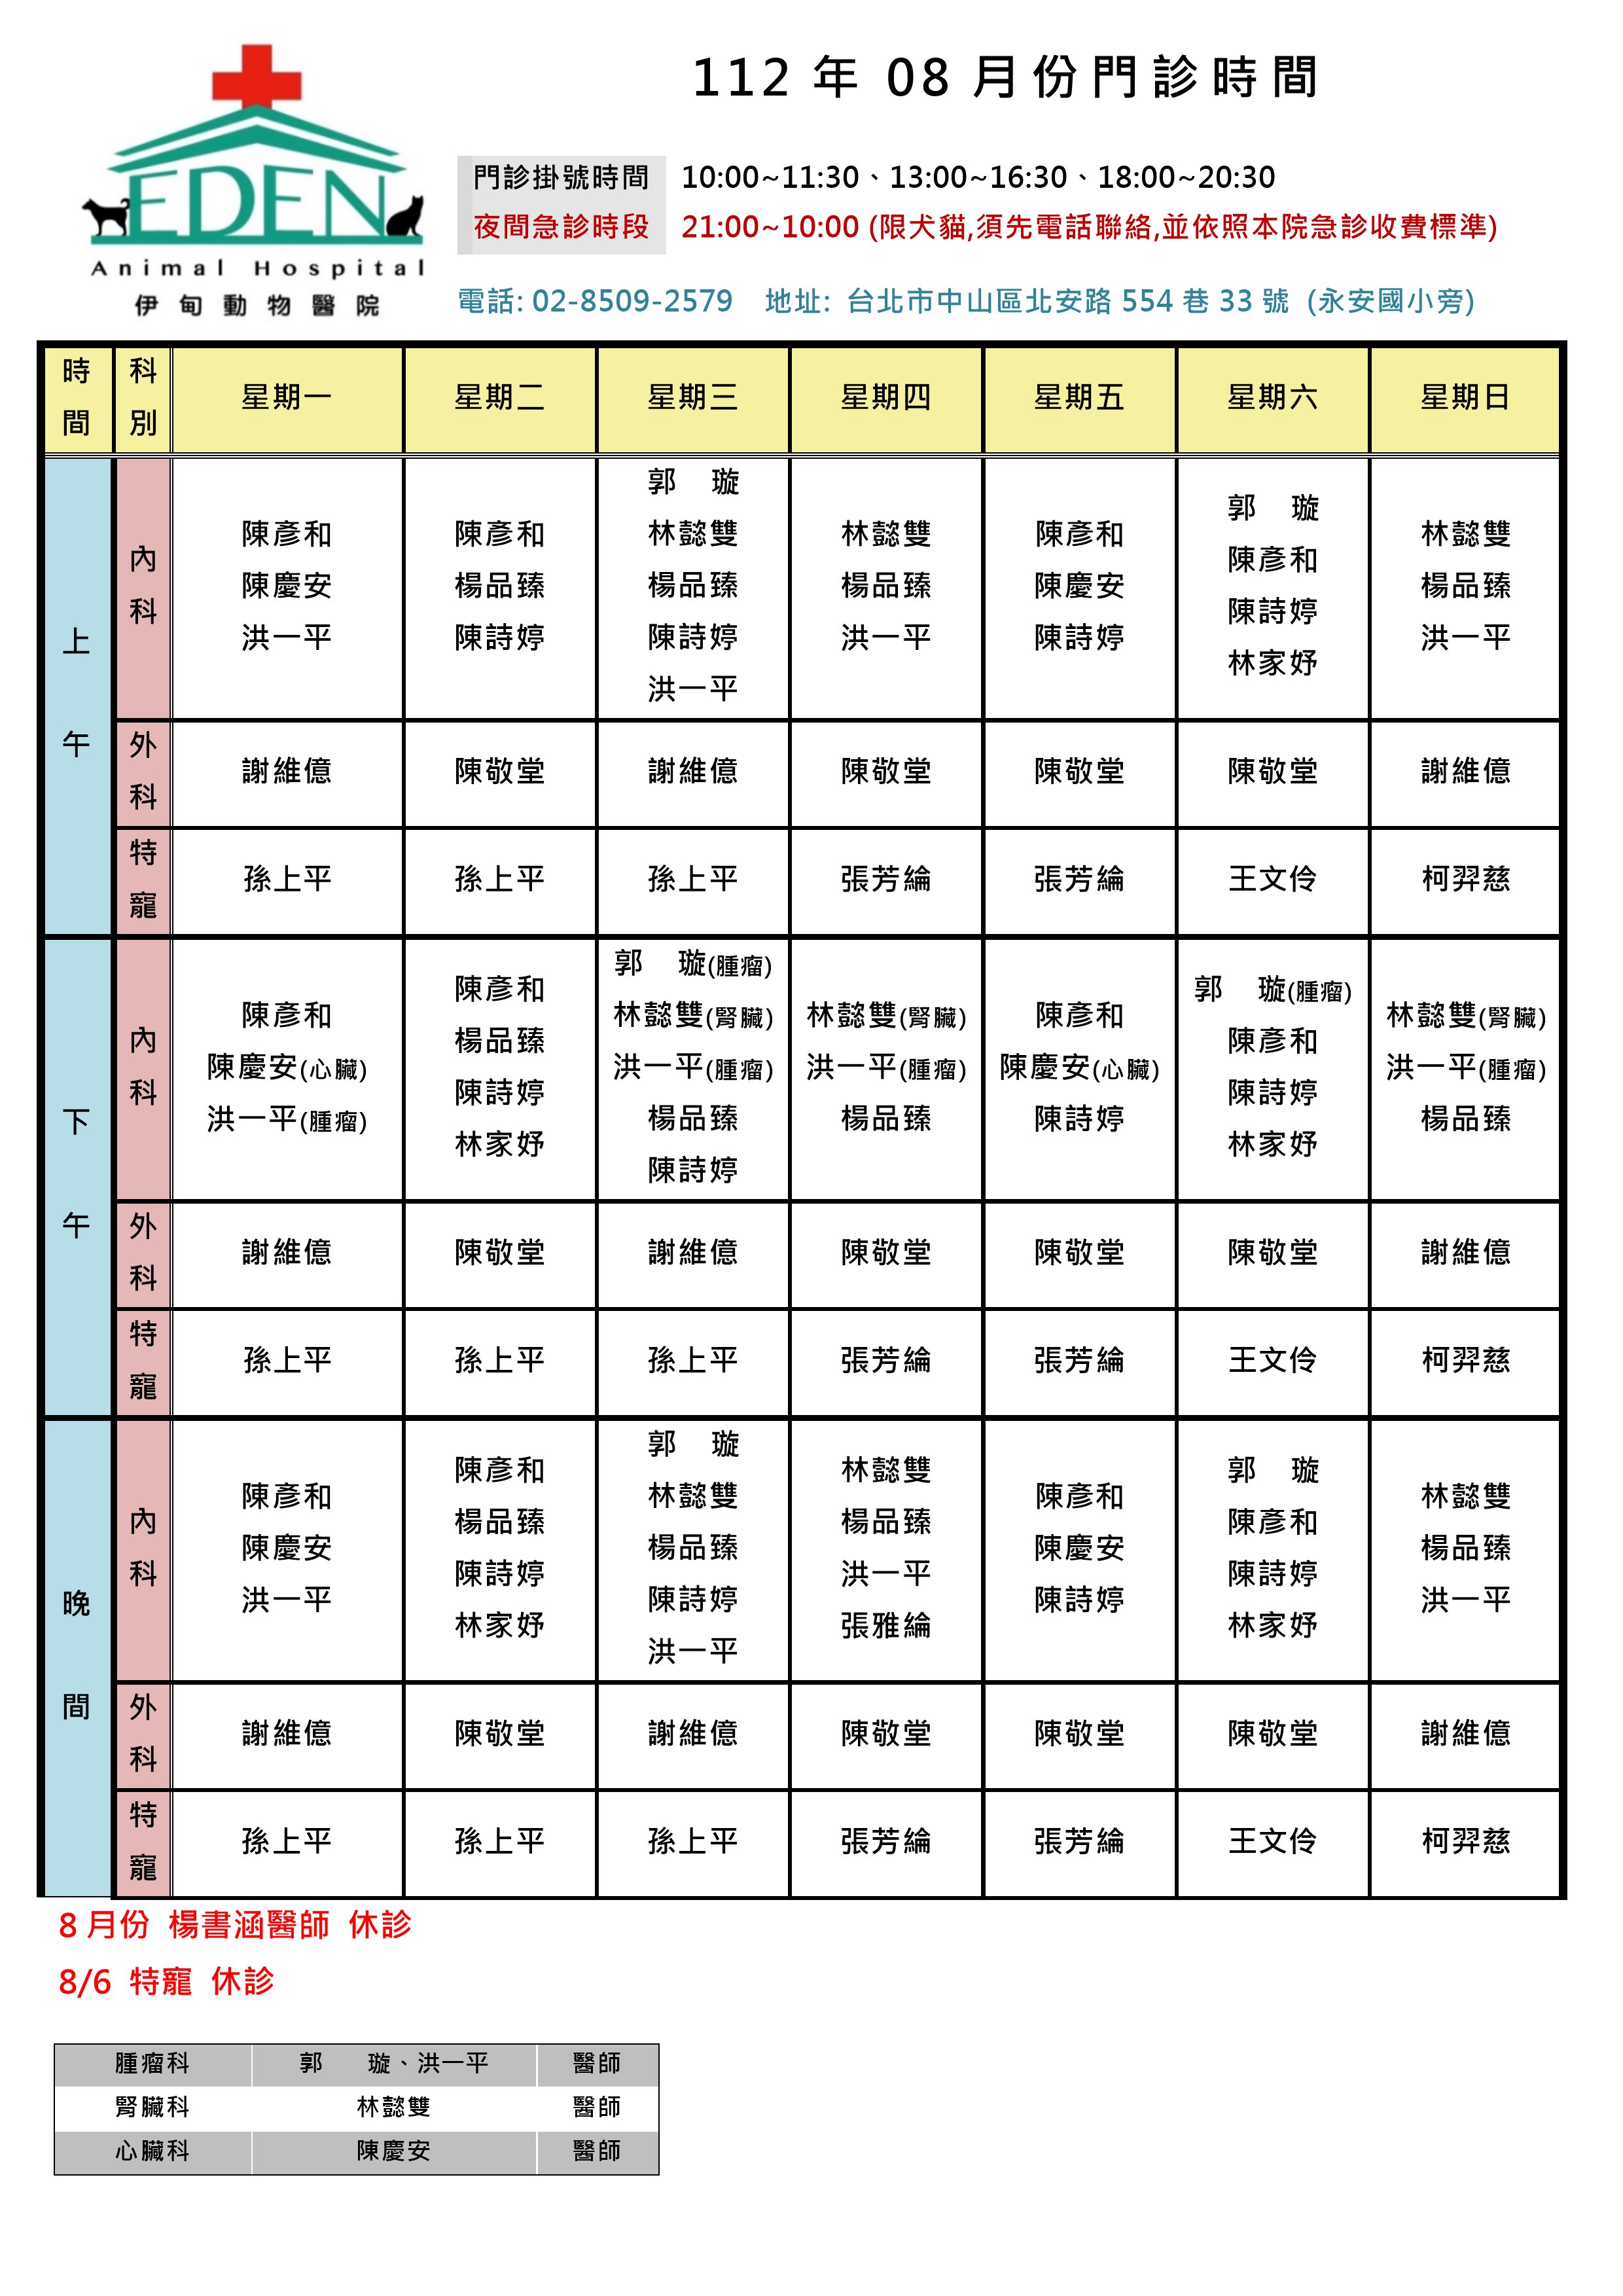 112 年 08 月份門診時間
門診掛號時間 10:00~11:30、13:00~16:30、18:00~20:30
夜間急診時段 21:00~10:00 (限犬貓,須先電話聯絡,並依照本院急診收費標準)
EDEN
Animal Hospital
伊甸動物醫院
電話: 02-8509-2579 地址: 台北市中山區北安路 554 巷 33 號 (永安國小旁)
時間 科別 星期一 星期二 星期三 星期四 星期五 星期六 星期日
上午
內科
陳彥和
陳慶安
洪一平
陳彥和
楊品臻
陳詩婷
郭 璇
林懿雙
楊品臻
陳詩婷
洪一平
林懿雙
楊品臻
洪一平
陳彥和
陳慶安
陳詩婷
郭 璇
陳彥和
陳詩婷
林家妤
林懿雙
楊品臻
洪一平
外科 謝維億 陳敬堂 謝維億 陳敬堂 陳敬堂 陳敬堂 謝維億
特寵 孫上平 孫上平 孫上平 張芳綸 張芳綸 王文伶 柯羿慈
下午
內科
陳彥和
陳慶安(心臟)
洪一平(腫瘤)
陳彥和
楊品臻
陳詩婷
林家妤
郭 璇(腫瘤)
林懿雙(腎臟)
洪一平(腫瘤)
楊品臻
陳詩婷
林懿雙(腎臟)
洪一平(腫瘤)
楊品臻
陳彥和
陳慶安(心臟)
陳詩婷
郭 璇(腫瘤)
陳彥和
陳詩婷
林家妤
林懿雙(腎臟)
洪一平(腫瘤)
楊品臻
外科 謝維億 陳敬堂 謝維億 陳敬堂 陳敬堂 陳敬堂 謝維億
特寵 孫上平 孫上平 孫上平 張芳綸 張芳綸 王文伶 柯羿慈
晚間
內科
陳彥和
陳慶安
洪一平
陳彥和
楊品臻
陳詩婷
林家妤
郭 璇
林懿雙
楊品臻
陳詩婷
洪一平
林懿雙
楊品臻
洪一平
張雅綸
陳彥和
陳慶安
陳詩婷
郭 璇
陳彥和
陳詩婷
林家妤
林懿雙
楊品臻
洪一平
外科 謝維億 陳敬堂 謝維億 陳敬堂 陳敬堂 陳敬堂 謝維億
特寵 孫上平 孫上平 孫上平 張芳綸 張芳綸 王文伶 柯羿慈
8 月份 楊書涵醫師 休診
8/6 特寵 休診
腫瘤科 郭 璇、洪一平 醫師
腎臟科 林懿雙 醫師
心臟科 陳慶安 醫師